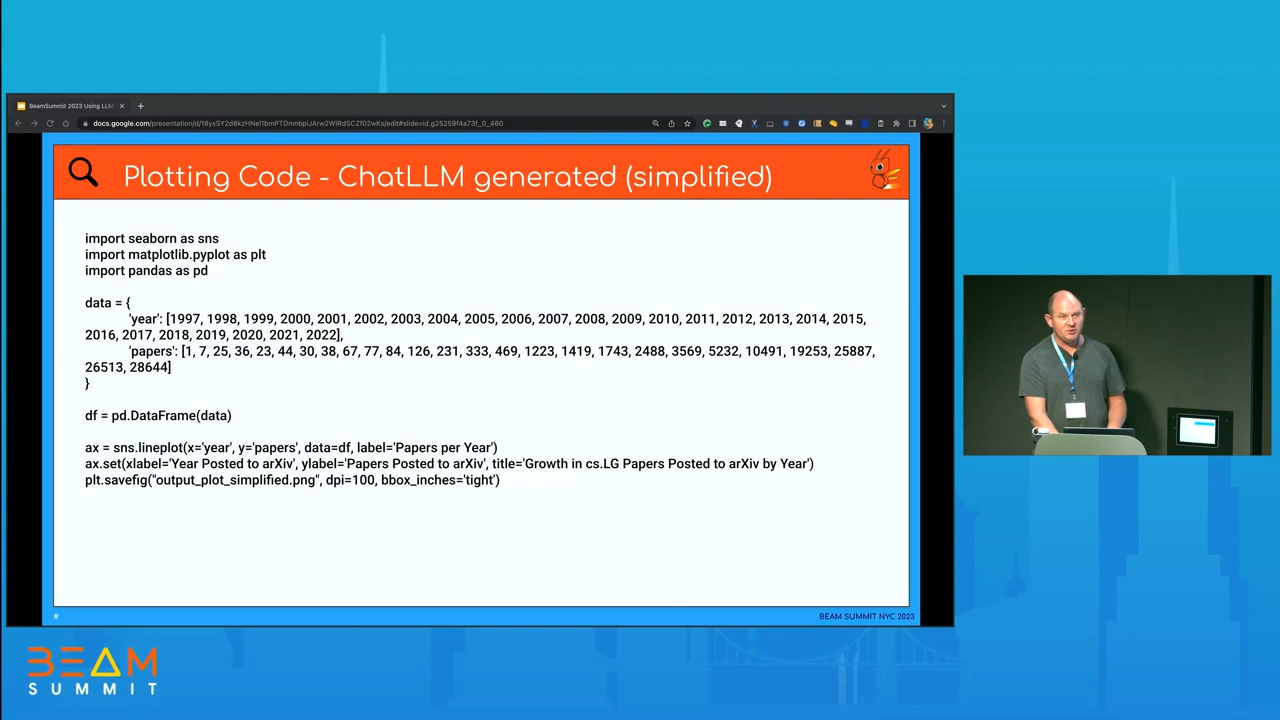 BeamSummit 2023 Using LLM
docs.google.com/presentation/d/
Plotting Code - ChatLLM generated (simplified)
import seaborn as sns
import matplotlib.pyplot as plt
import pandas as pd
data = {
'year': [1997, 1998, 1999, 2000, 2001, 2002, 2003, 2004, 2005, 2006, 2007, 2008, 2009, 2010, 2011, 2012, 2013, 2014, 2015,
2016, 2017, 2018, 2019, 2020, 2021, 2022],
'papers': [1, 7, 25, 36, 23, 44, 30, 38, 67, 77, 84, 126, 231, 333, 469, 1223, 1419, 1743, 2488, 3569, 5232, 10491, 19253, 25887,
26513, 28644]
}
df = pd.DataFrame(data)
ax = sns.lineplot(x='year', y='papers', data=df, label='Papers per Year')
ax.set(xlabel='Year Posted to arXiv', ylabel='Papers Posted to arXiv', title='Growth in cs.LG Papers Posted to arXiv by Year')
plt.savefig("output_plot_simplified.png", dpi=100, bbox_inches='tight')
#
BEAM SUMMIT NYC 2023
BEAM
SUMMIT